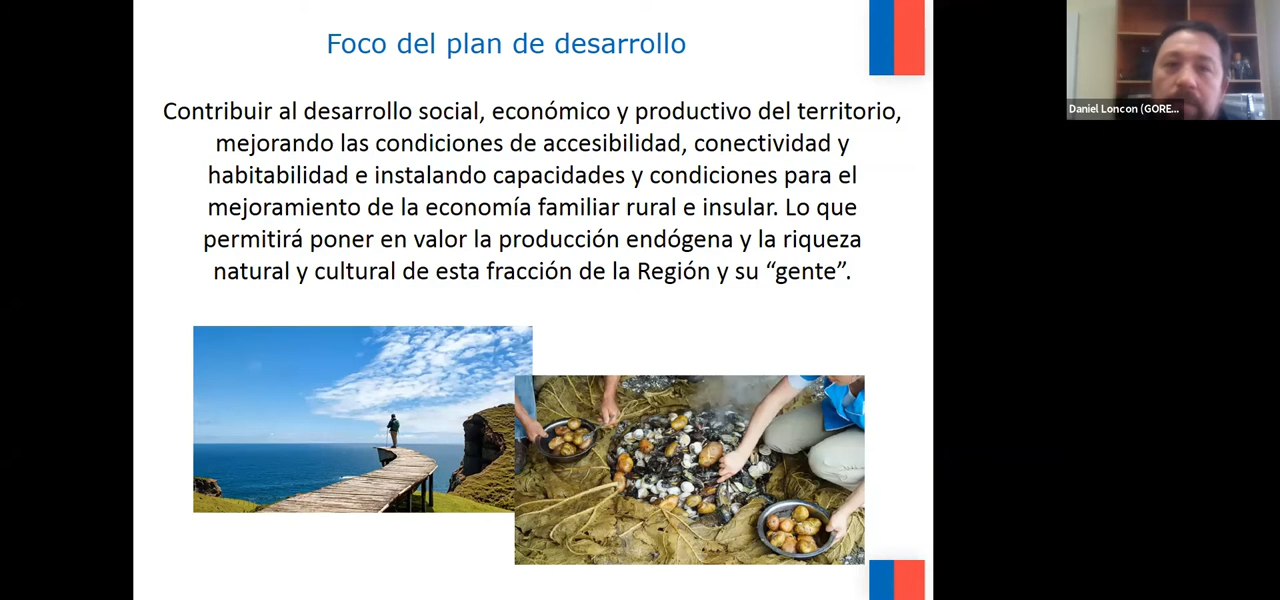 Foco del plan de desarrollo
Contribuir al desarrollo social, económico y productivo del territorio,
mejorando las condiciones de accesibilidad, conectividad y
habitabilidad e instalando capacidades y condiciones para el
mejoramiento de la economía familiar rural e insular. Lo que
permitirá poner en valor la producción endógena y la riqueza
natural y cultural de esta fracción de la Región y su “gente”.
Daniel Loncon (GORE...